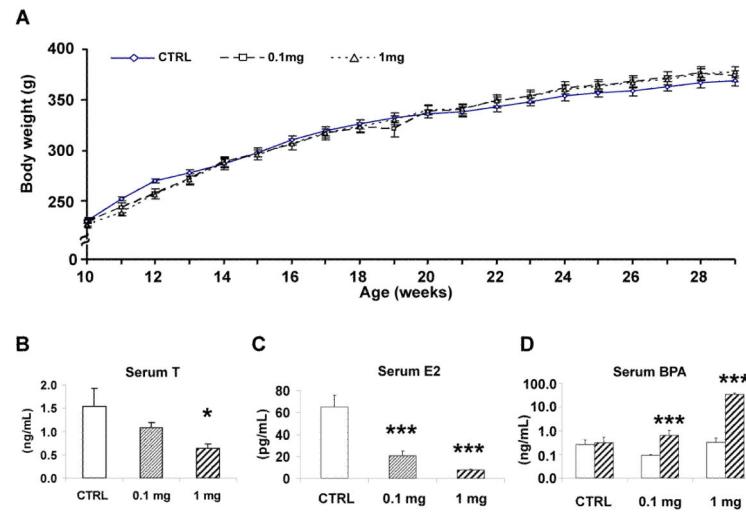 A
CTRL 0.1mg 1mg
400
350
300
250
0
Body weight (g)
10 12 14 16 18 20 22 24 26 28
Age (weeks)
B
Serum T
2.0
1.5
1.0
0.5
0.0
(ng/mL)
*
CTRL 0.1 mg 1 mg
C
Serum E2
80
60
40
20
0
(pg/mL)
*** ***
CTRL 0.1 mg 1 mg
D
Serum BPA
100.0
10.0
1.0
0.1
0.0
(ng/mL)
*** ***
CTRL 0.1 mg 1 mg